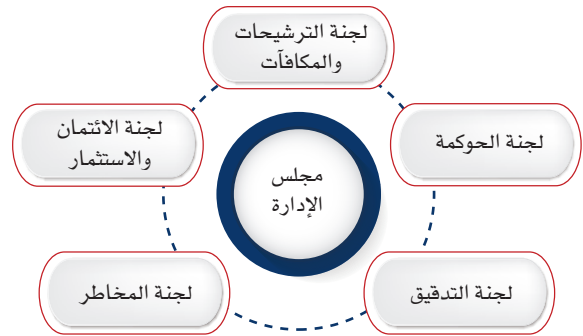 لجنة الترشيحات
والمكافآت
لجنة الحوكمة
لجنة الائتمان
والاستثمار
مجلس
الإدارة
لجنة التدقيق
لجنة المخاطر